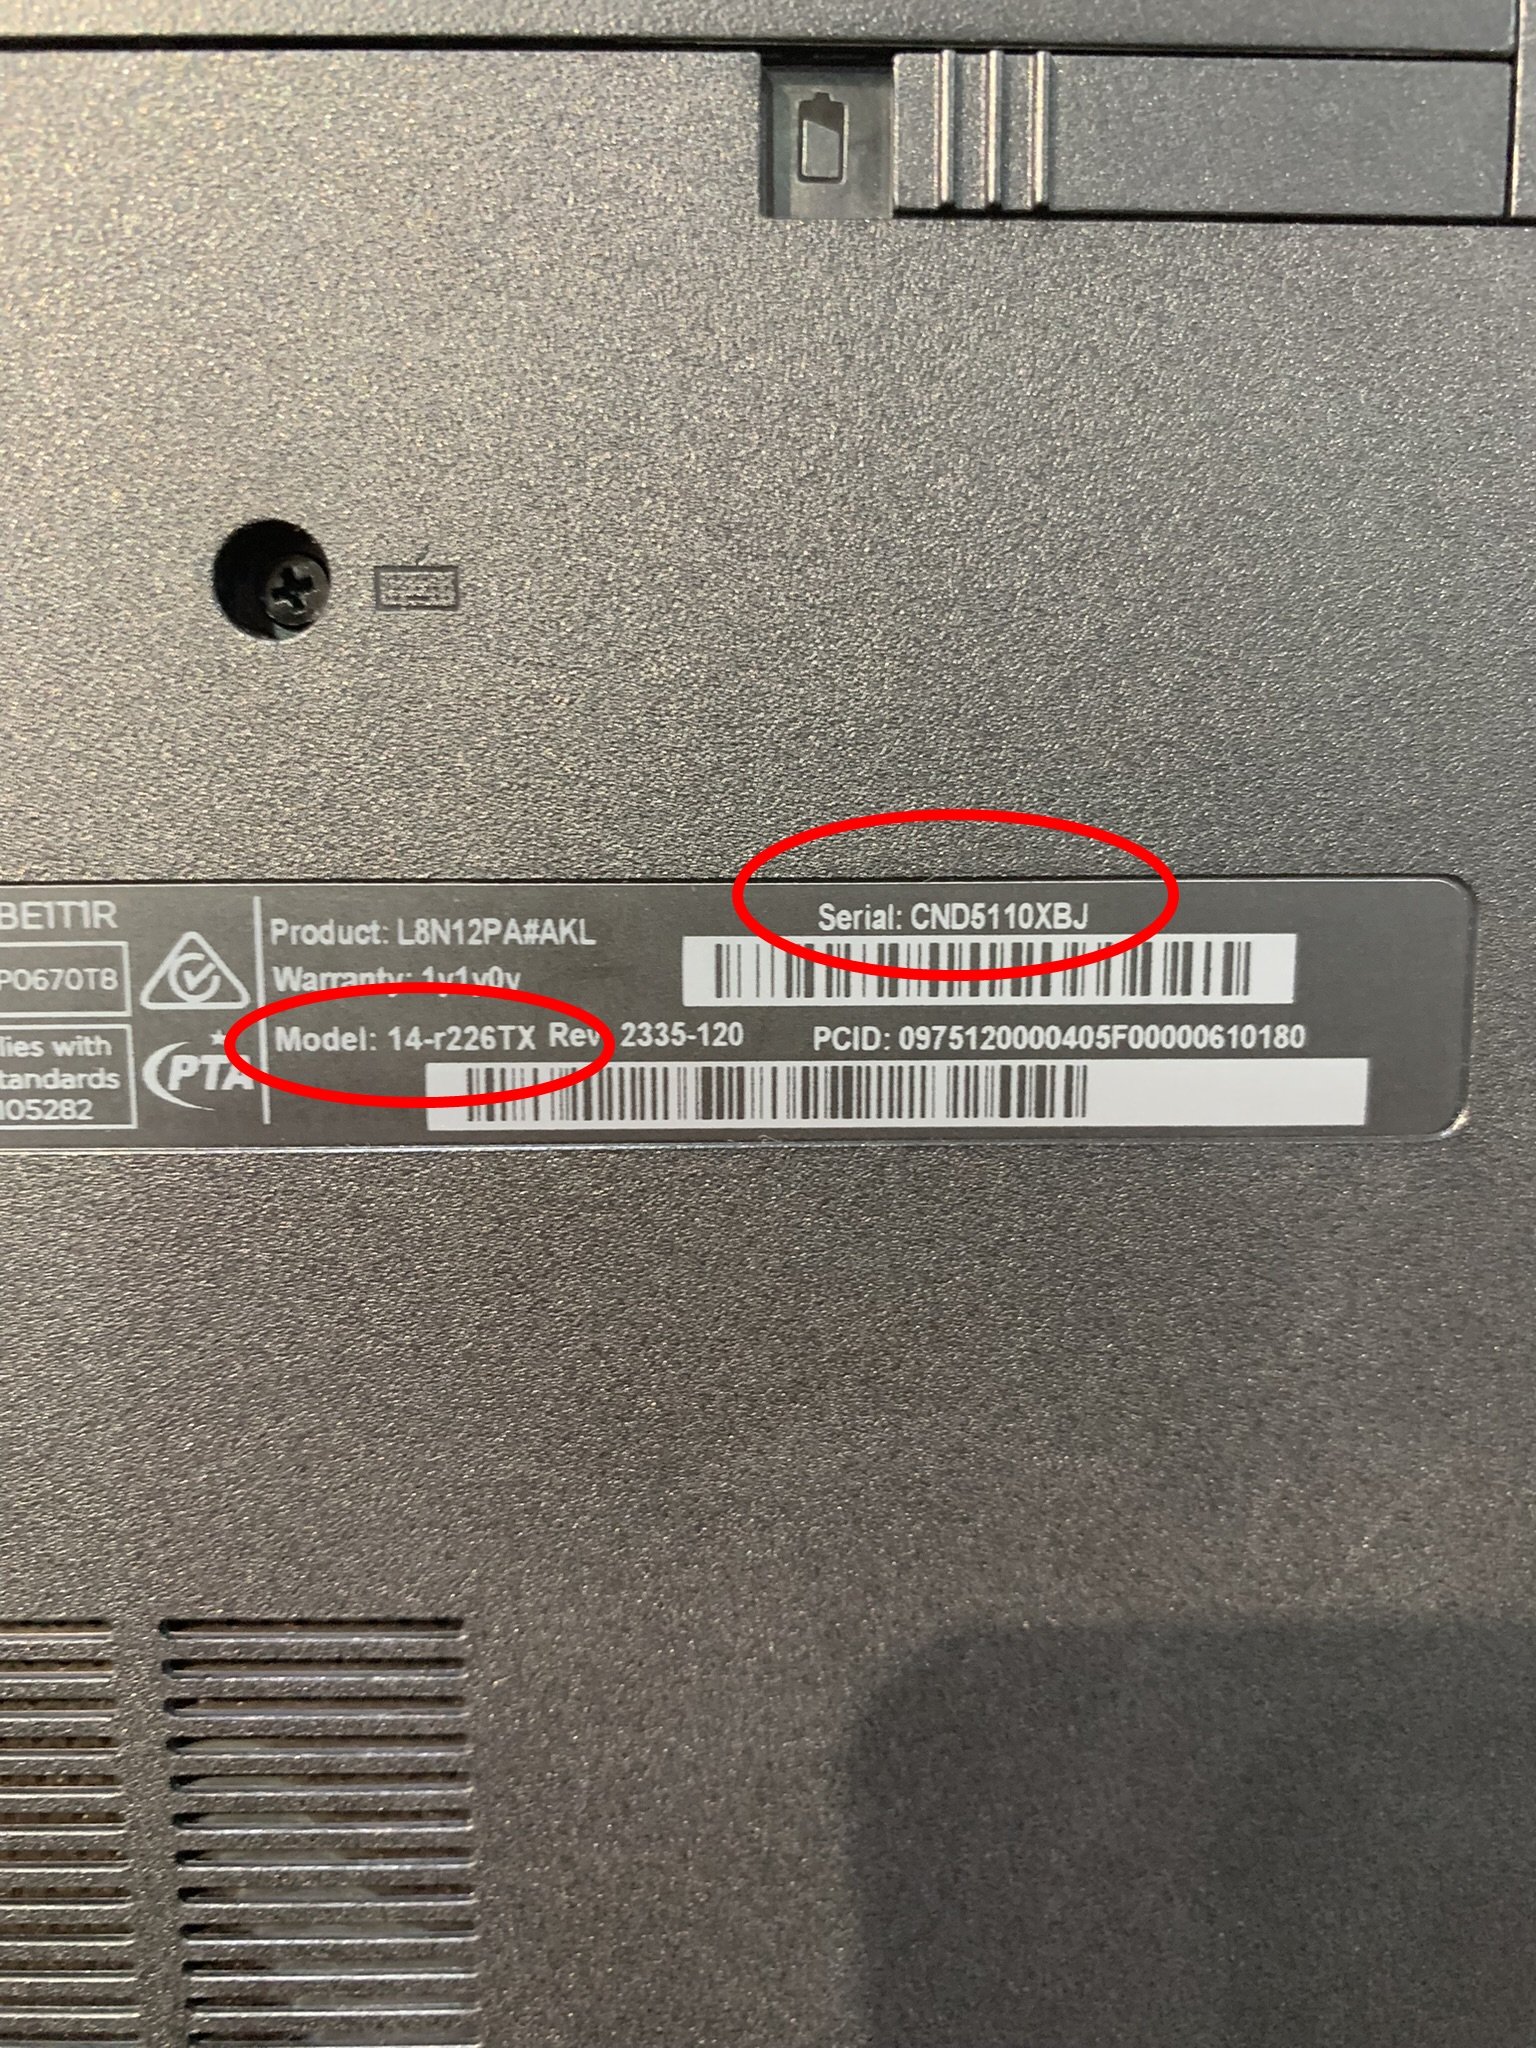 BE1T1R
P0670T8
lies with
tandards
105282
PTA
Product: L8N12PA#AKL
Warranty: 1y1y0y
Model: 14-r226TX Rev: 2335-120
Serial: CND5110XBJ
PCID: 0975120000405F00000610180